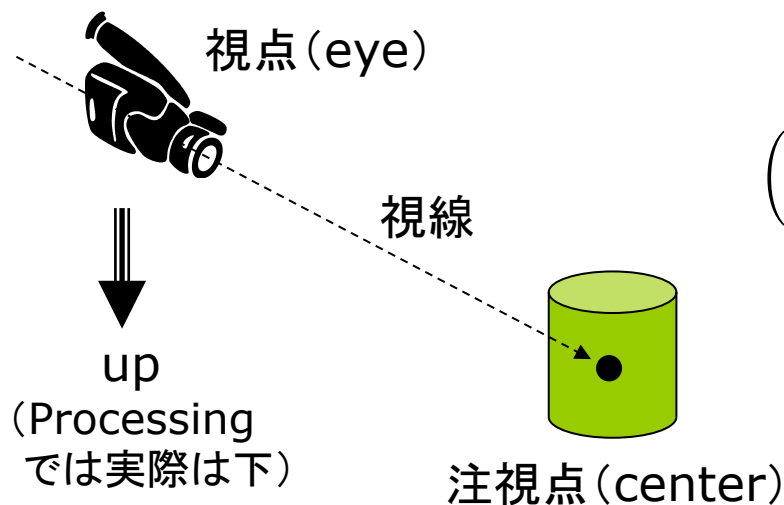 視点（eye）
視線
up
（Processing
では実際は下）
注視点（center）